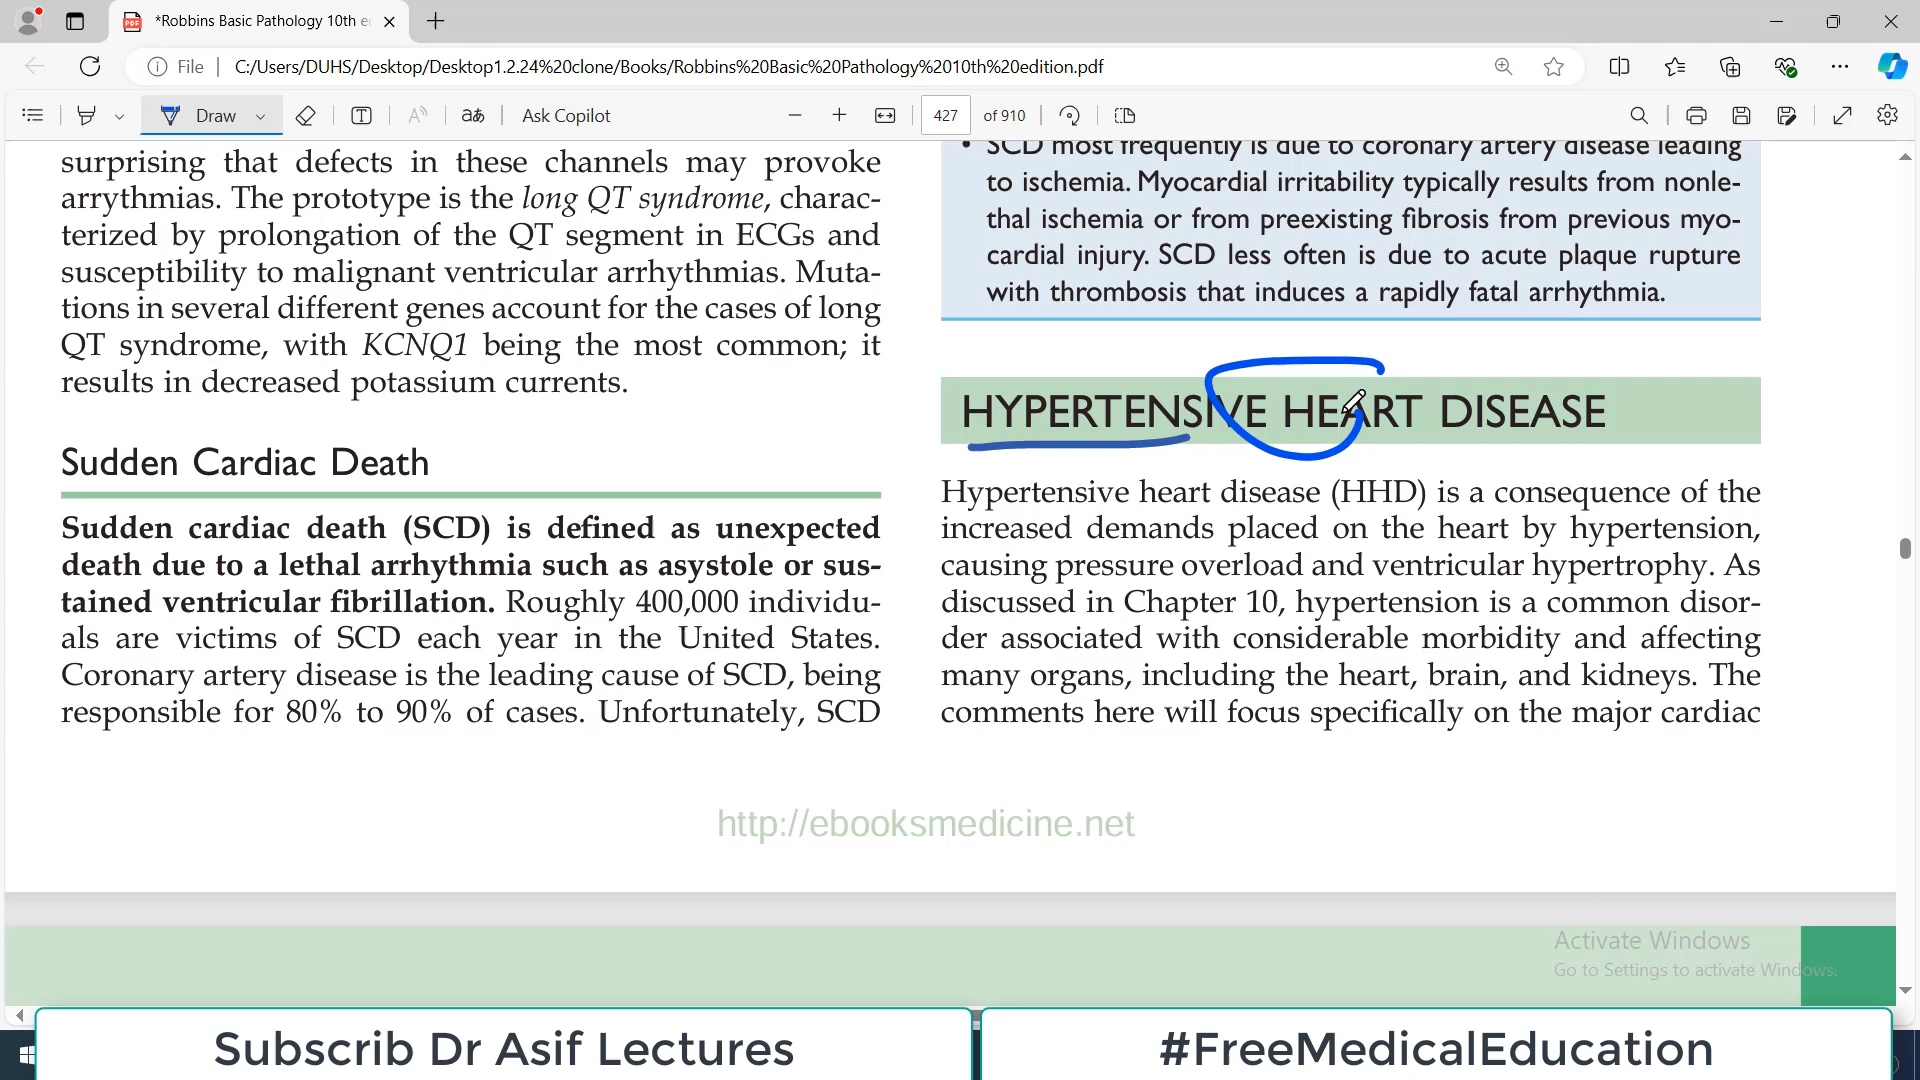 *Robbins Basic Pathology 10th e
File
C:/Users/DUHS/Desktop/Desktop1.2.24%20clone/Books/Robbins%20Basic%20Pathology%2010th%20edition.pdf
Draw
Ask Copilot
427 of 910
surprising that defects in these channels may provoke
arrythmias. The prototype is the long QT syndrome, charac-
terized by prolongation of the QT segment in ECGs and
susceptibility to malignant ventricular arrhythmias. Muta-
tions in several different genes account for the cases of long
QT syndrome, with KCNQ1 being the most common; it
results in decreased potassium currents.
Sudden Cardiac Death
Sudden cardiac death (SCD) is defined as unexpected
death due to a lethal arrhythmia such as asystole or sus-
tained ventricular fibrillation. Roughly 400,000 individu-
als are victims of SCD each year in the United States.
Coronary artery disease is the leading cause of SCD, being
responsible for 80% to 90% of cases. Unfortunately, SCD
• SCD most frequently is due to coronary artery disease leading
to ischemia. Myocardial irritability typically results from nonle-
thal ischemia or from preexisting fibrosis from previous myo-
cardial injury. SCD less often is due to acute plaque rupture
with thrombosis that induces a rapidly fatal arrhythmia.
HYPERTENSIVE HEART DISEASE
Hypertensive heart disease (HHD) is a consequence of the
increased demands placed on the heart by hypertension,
causing pressure overload and ventricular hypertrophy. As
discussed in Chapter 10, hypertension is a common disor-
der associated with considerable morbidity and affecting
many organs, including the heart, brain, and kidneys. The
comments here will focus specifically on the major cardiac
http://ebooksmedicine.net
Activate Windows
Go to Settings to activate Windows.
Subscrib Dr Asif Lectures
#FreeMedicalEducation